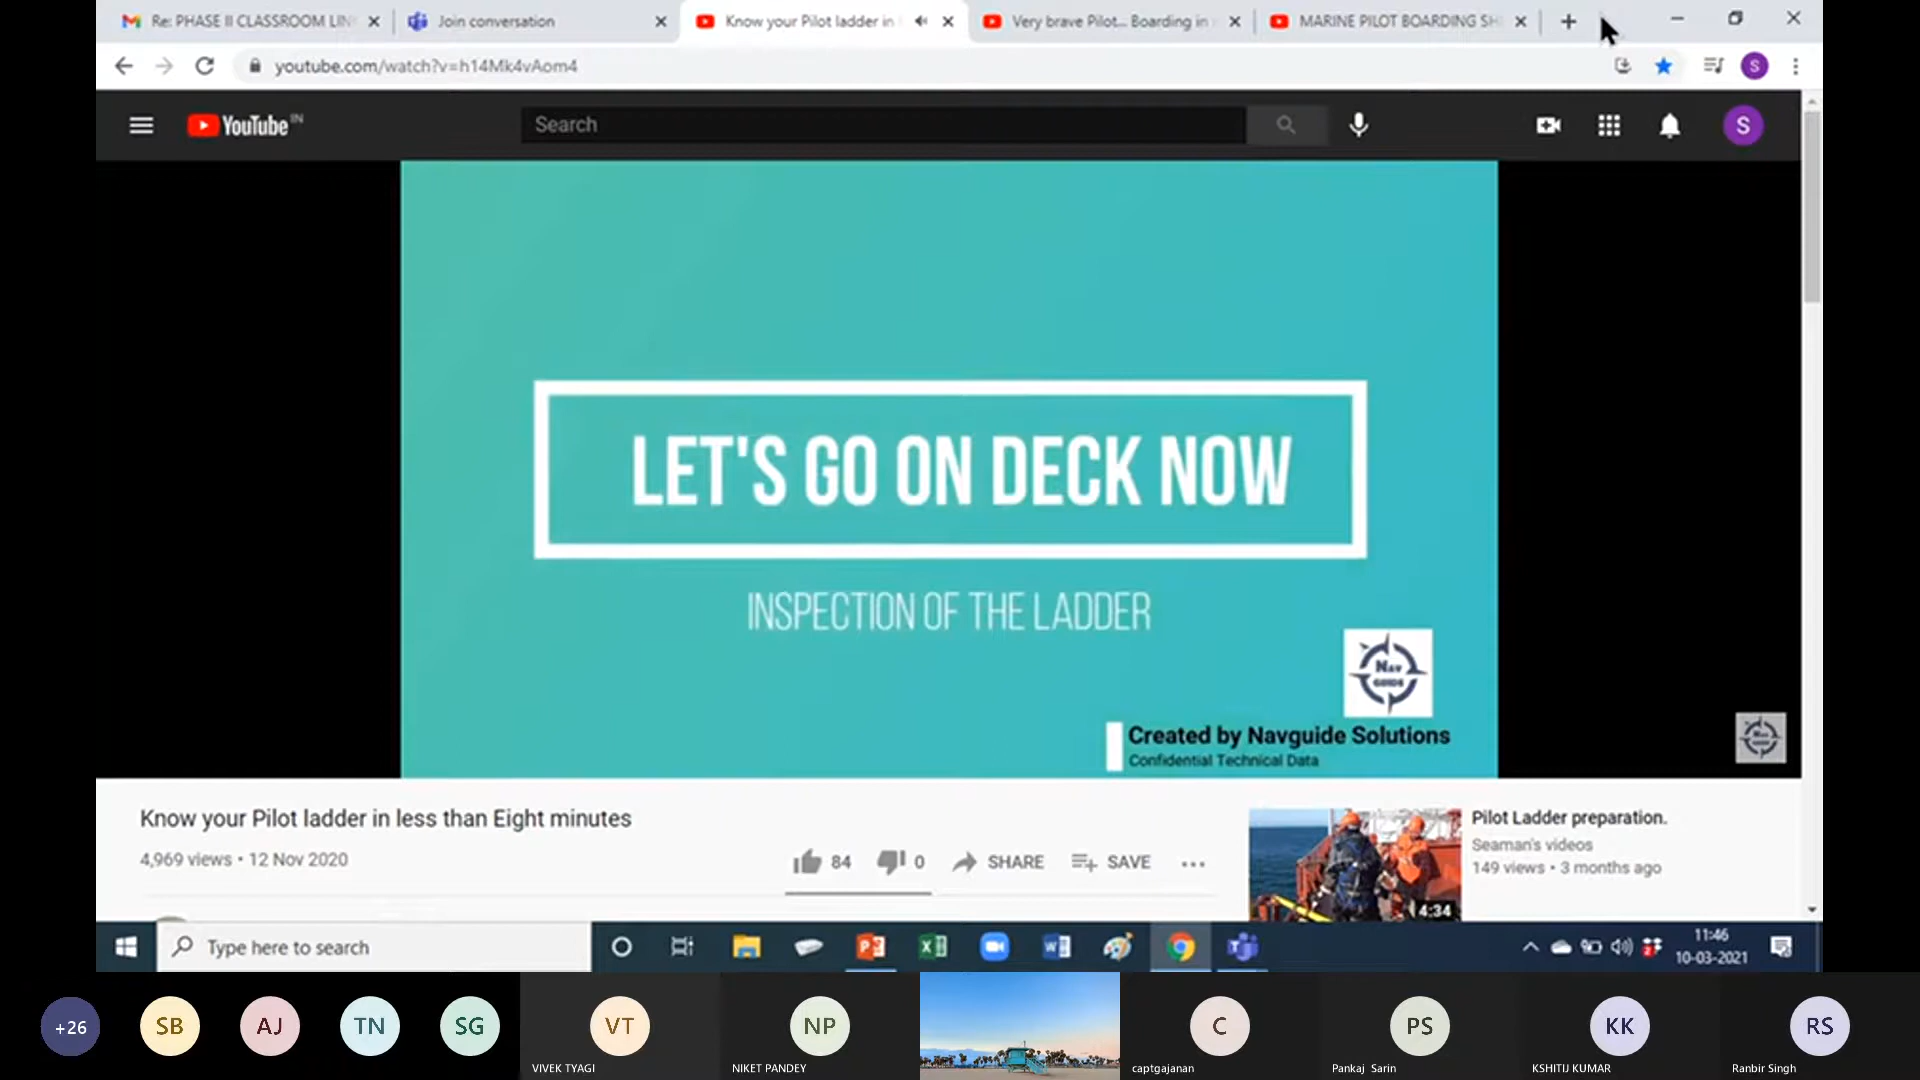 Re: PHASE II CLASSROOM LIN
Join conversation
Know your Pilot ladder in
Very brave Pilot... Boarding in
MARINE PILOT BOARDING SH
youtube.com/watch?v=h14Mk4vAom4
S
YouTube IN
Search
S
LET'S GO ON DECK NOW
INSPECTION OF THE LADDER
NAV
GUIDE
Created by Navguide Solutions
Confidential Technical Data
Know your Pilot ladder in less than Eight minutes
4,969 views • 12 Nov 2020
84
0
SHARE
SAVE
Pilot Ladder preparation.
Seaman's videos
149 views • 3 months ago
4:34
Type here to search
11:46
10-03-2021
+26
SB
AJ
TN
SG
VT
NP
C
PS
KK
RS
VIVEK TYAGI
NIKET PANDEY
captgajanan
Pankaj Sarin
KSHITIJ KUMAR
Ranbir Singh